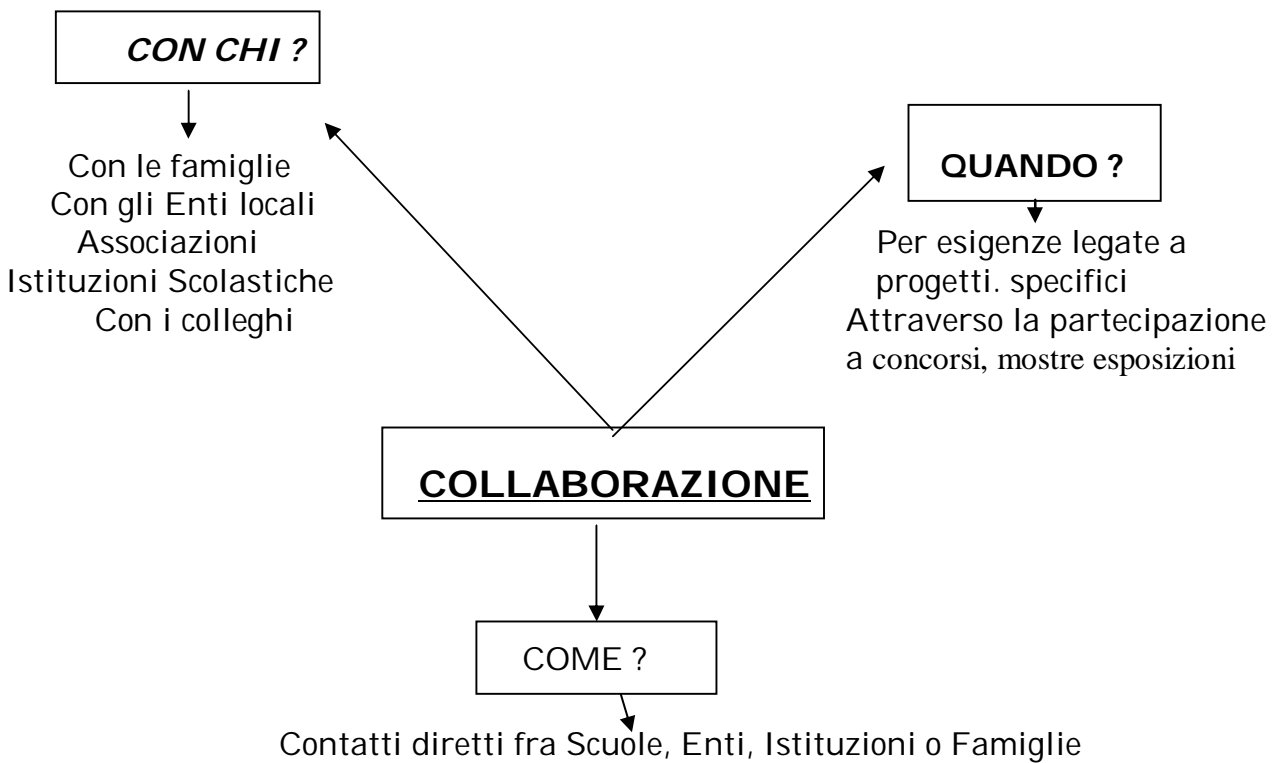 CON CHI ?
Con le famiglie
Con gli Enti locali
Associazioni
Istituzioni Scolastiche
Con i colleghi
QUANDO ?
Per esigenze legate a
progetti. specifici
Attraverso la partecipazione
a concorsi, mostre esposizioni
COLLABORAZIONE
COME ?
Contatti diretti fra Scuole, Enti, Istituzioni o Famiglie